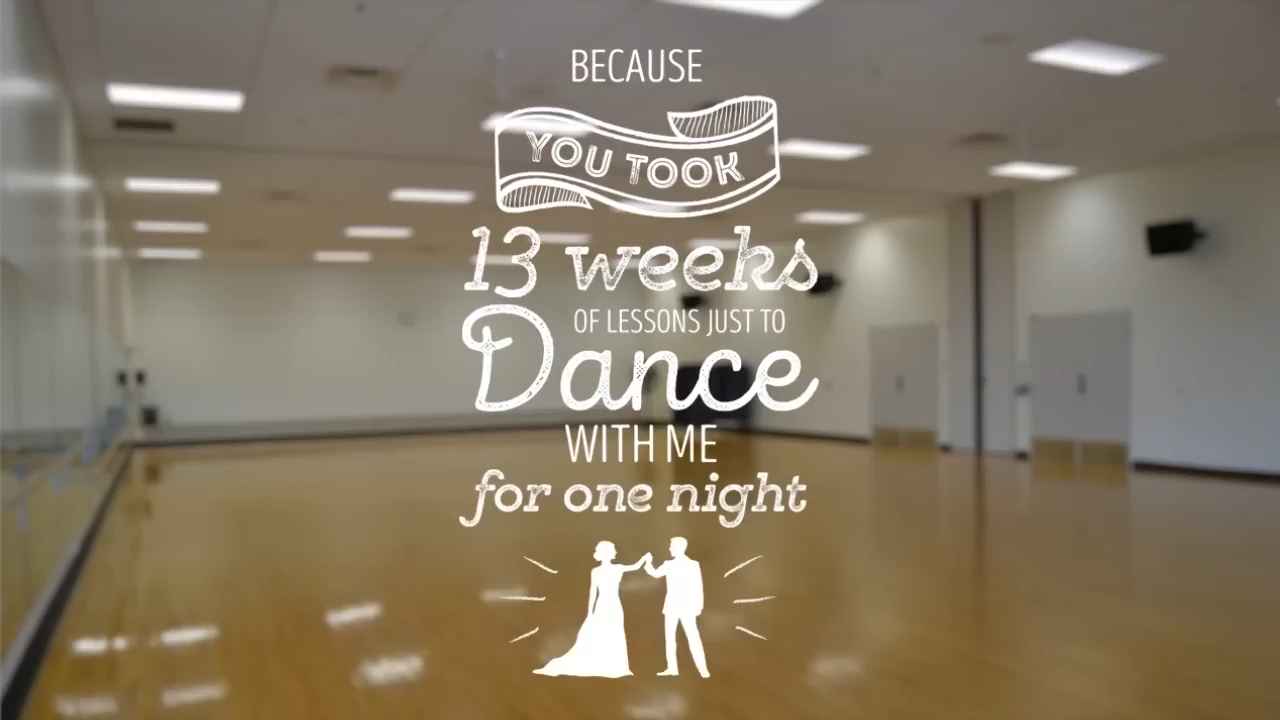 BECAUSE
YOU TOOK
13 weeks
OF LESSONS JUST TO
Dance
WITH ME
for one night